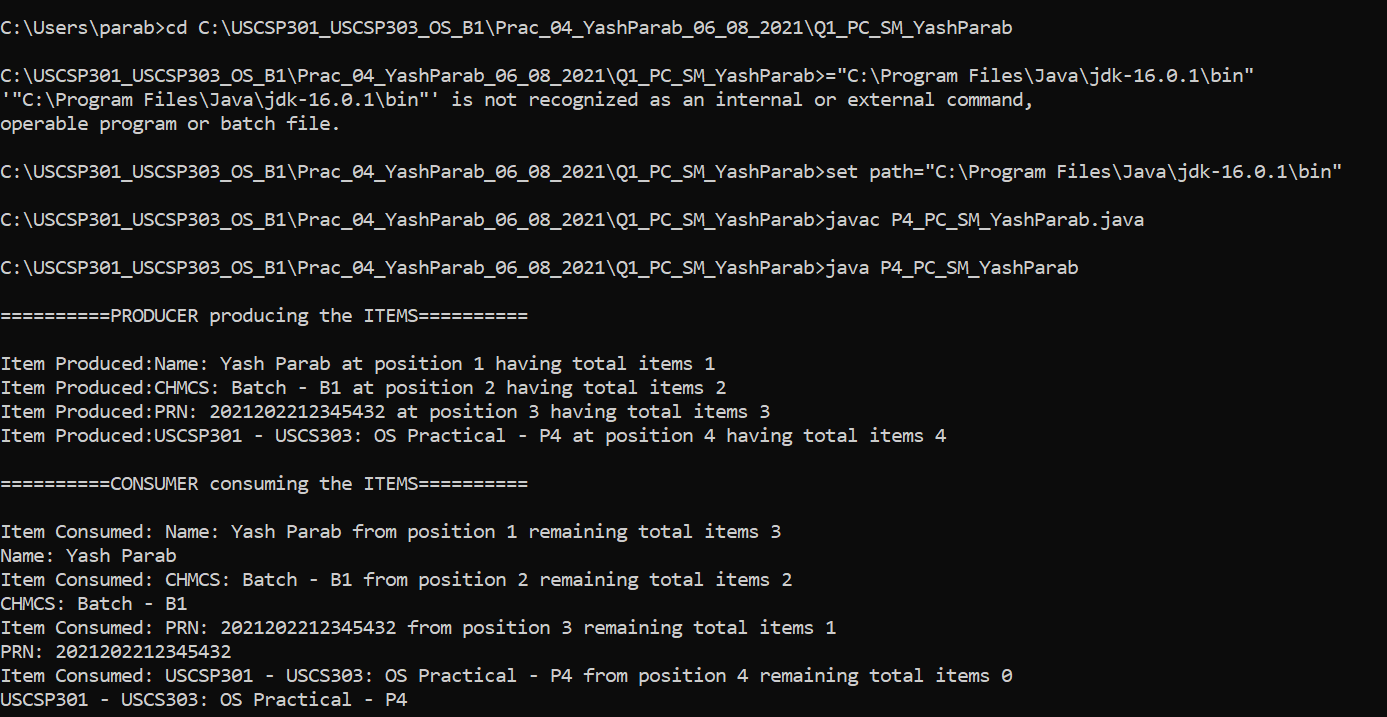 C:\Users\parab>cd C:\USCSP301_USCSP303_OS_B1\Prac_04_YashParab_06_08_2021\Q1_PC_SM_YashParab
C:\USCSP301_USCSP303_OS_B1\Prac_04_YashParab_06_08_2021\Q1_PC_SM_YashParab>="C:\Program Files\Java\jdk-16.0.1\bin"
'"C:\Program Files\Java\jdk-16.0.1\bin"' is not recognized as an internal or external command,
operable program or batch file.
C:\USCSP301_USCSP303_OS_B1\Prac_04_YashParab_06_08_2021\Q1_PC_SM_YashParab>set path="C:\Program Files\Java\jdk-16.0.1\bin"
C:\USCSP301_USCSP303_OS_B1\Prac_04_YashParab_06_08_2021\Q1_PC_SM_YashParab>javac P4_PC_SM_YashParab.java
C:\USCSP301_USCSP303_OS_B1\Prac_04_YashParab_06_08_2021\Q1_PC_SM_YashParab>java P4_PC_SM_YashParab
==========PRODUCER producing the ITEMS==========
Item Produced:Name: Yash Parab at position 1 having total items 1
Item Produced:CHMCS: Batch - B1 at position 2 having total items 2
Item Produced:PRN: 2021202212345432 at position 3 having total items 3
Item Produced:USCSP301 - USCS303: OS Practical - P4 at position 4 having total items 4
==========CONSUMER consuming the ITEMS==========
Item Consumed: Name: Yash Parab from position 1 remaining total items 3
Name: Yash Parab
Item Consumed: CHMCS: Batch - B1 from position 2 remaining total items 2
CHMCS: Batch - B1
Item Consumed: PRN: 2021202212345432 from position 3 remaining total items 1
PRN: 2021202212345432
Item Consumed: USCSP301 - USCS303: OS Practical - P4 from position 4 remaining total items 0
USCSP301 - USCS303: OS Practical - P4